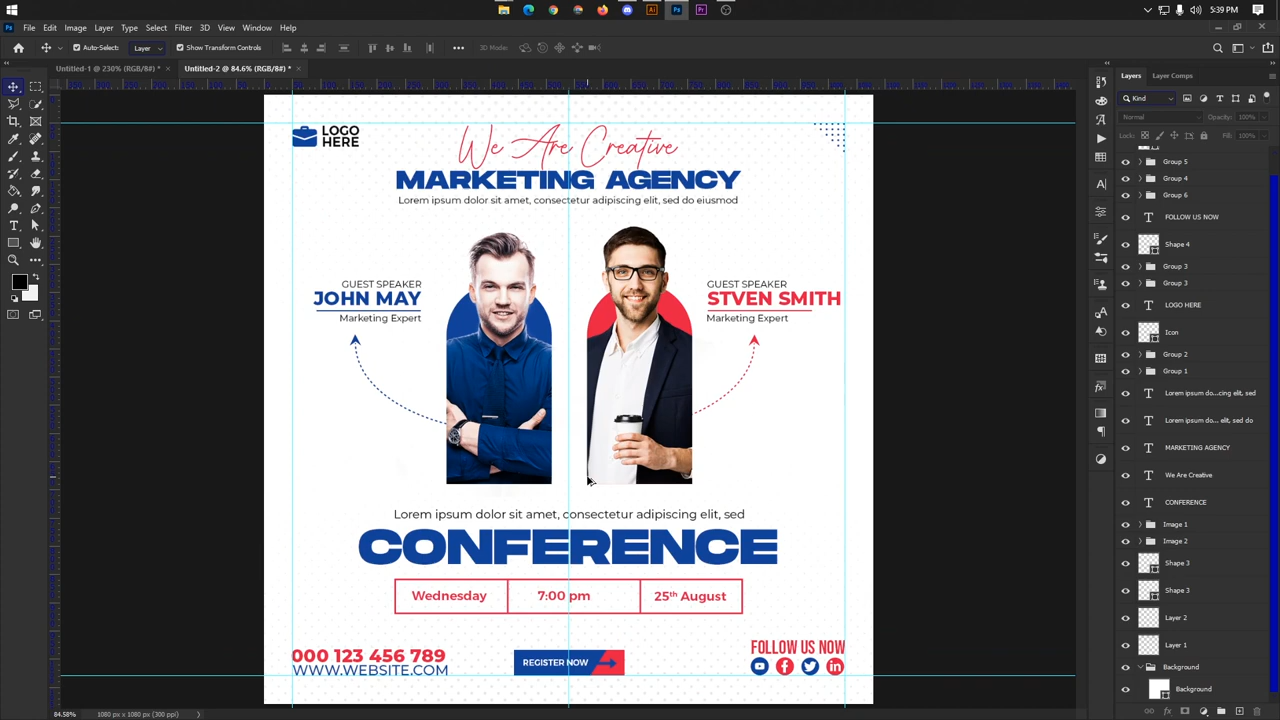 5:39 PM
File Edit Image Layer Type Select Filter 3D View Window Help
Auto-Select: Layer Show Transform Controls 3D Mode:
Untitled-1 @ 230% (RGB/8#) * × Untitled-2 @ 84.6% (RGB/8#) * ×
LOGO
HERE
We Are Creative
MARKETING AGENCY
Lorem ipsum dolor sit amet, consectetur adipiscing elit, sed do eiusmod
GUEST SPEAKER
JOHN MAY
Marketing Expert
GUEST SPEAKER
STVEN SMITH
Marketing Expert
Lorem ipsum dolor sit amet, consectetur adipiscing elit, sed
CONFERENCE
Wednesday 7:00 pm 25th August
000 123 456 789
WWW.WEBSITE.COM
REGISTER NOW
FOLLOW US NOW
Layers Layer Comps
Kind
Normal Opacity: 100%
Lock: Fill: 100%
Group 5
Group 4
Group 3
FOLLOW US NOW
Shape 4
Group 3
Group 3
LOGO HERE
Icon
Group 2
Group 1
Lorem ipsum do...cing elit, sed
Lorem ipsum do... elit, sed do
MARKETING AGENCY
We Are Creative
CONFERENCE
Image 1
Image 2
Shape 3
Shape 3
Layer 2
Layer 1
Background
Background
84.58% 1080 px x 1080 px (300 ppi)